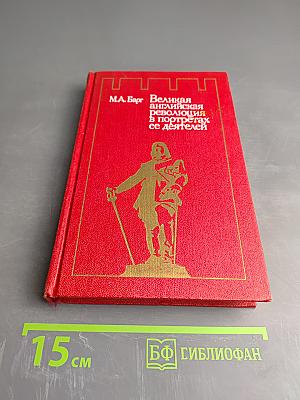 М.А. Барг
Великая
английская
революция
в портретах
ее деятелей
15 см
БФ БИБЛИОФАН